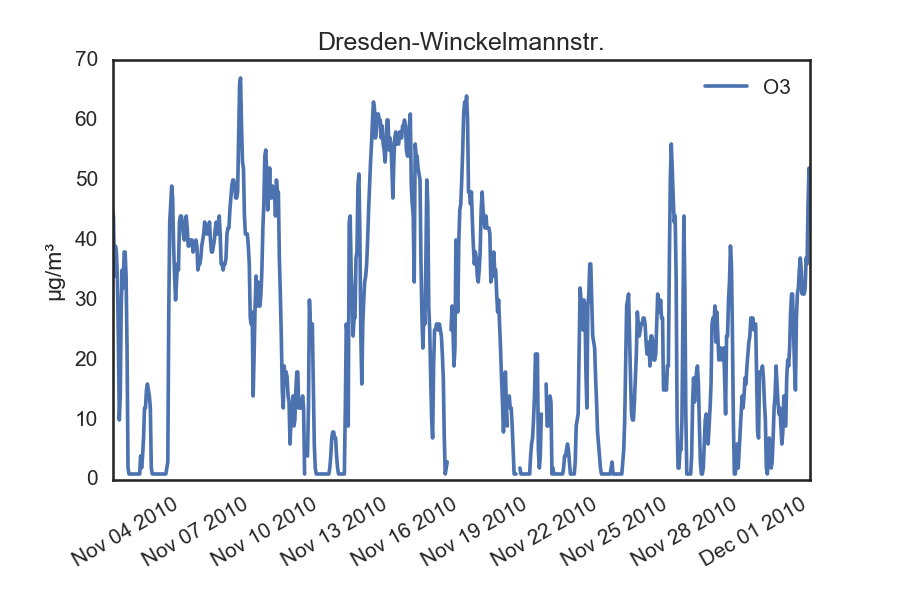 Dresden-Winckelmannstr.
70
60
50
40
30
20
10
0
µg/m³
O3
Nov 04 2010
Nov 07 2010
Nov 10 2010
Nov 13 2010
Nov 16 2010
Nov 19 2010
Nov 22 2010
Nov 25 2010
Nov 28 2010
Dec 01 2010